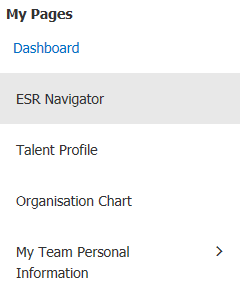 My Pages
Dashboard
ESR Navigator
Talent Profile
Organisation Chart
My Team Personal
Information